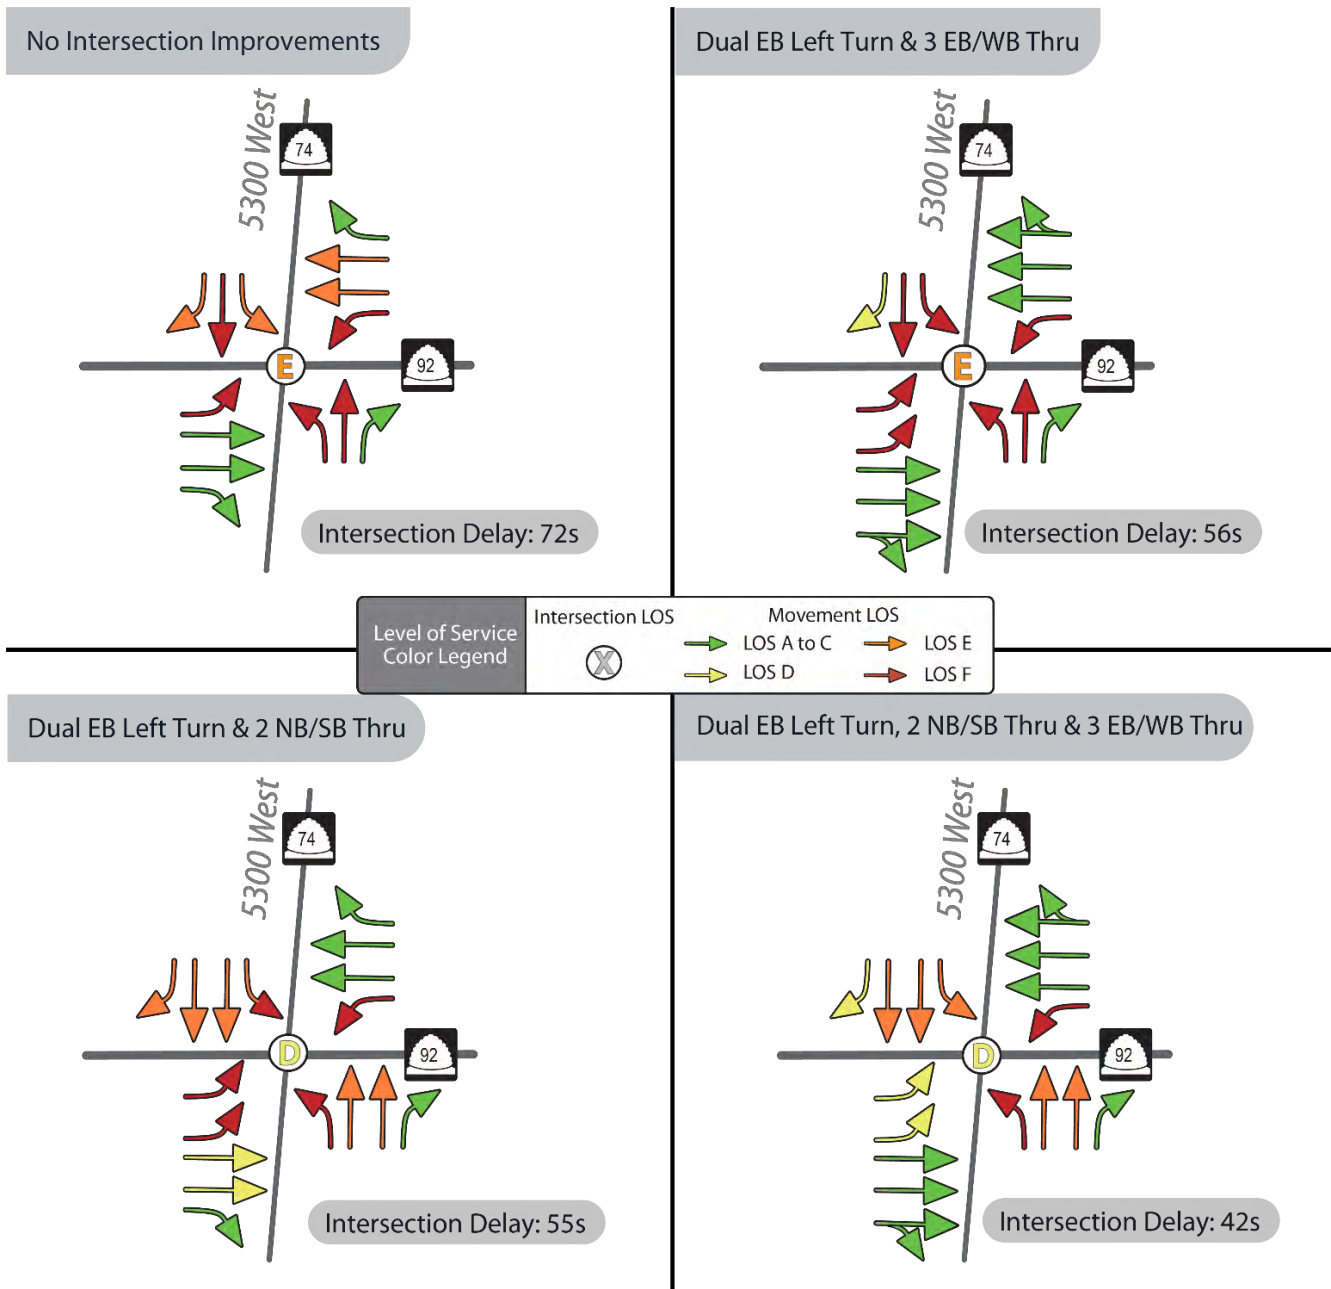 No Intersection Improvements
5300 West
74
E
92
Intersection Delay: 72s
Dual EB Left Turn & 3 EB/WB Thru
5300 West
74
E
92
Intersection Delay: 56s
Level of Service
Color Legend
Intersection LOS
X
Movement LOS
LOS A to C
LOS E
LOS D
LOS F
Dual EB Left Turn & 2 NB/SB Thru
5300 West
74
D
92
Intersection Delay: 55s
Dual EB Left Turn, 2 NB/SB Thru & 3 EB/WB Thru
5300 West
74
D
92
Intersection Delay: 42s